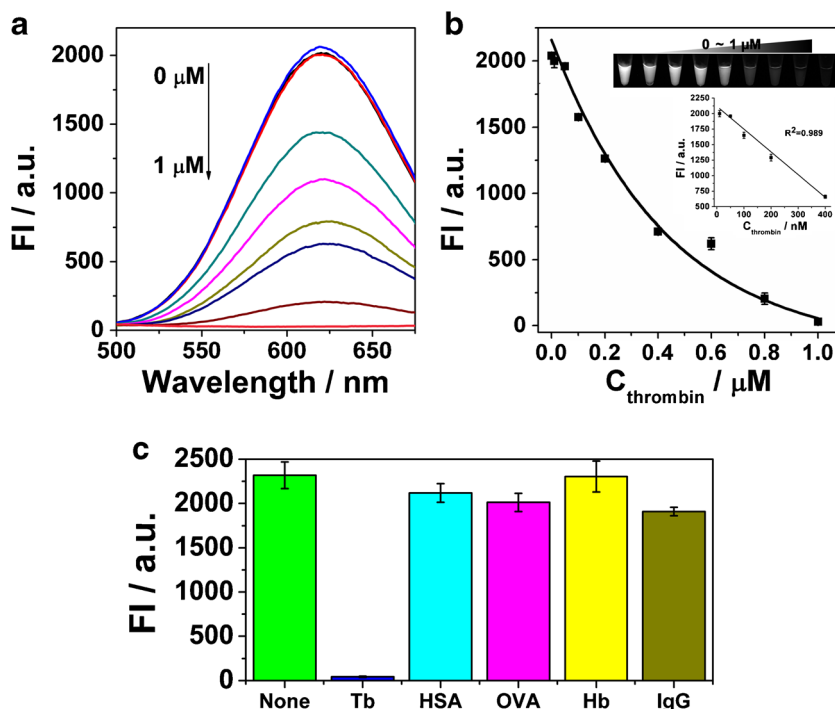 a
2000
1500
1000
500
0
FI / a.u.
0 μM
1 μM
500 550 600 650
Wavelength / nm
b
2000
1500
1000
500
0
FI / a.u.
0 ~ 1 μM
2250
2000
1750
1500
1250
1000
750
500
FI / a.u.
R2=0.989
0 100 200 300 400
Cthrombin / nM
0.0 0.2 0.4 0.6 0.8 1.0
Cthrombin / μM
c
2500
2000
1500
1000
500
0
FI / a.u.
None Tb HSA OVA Hb IgG